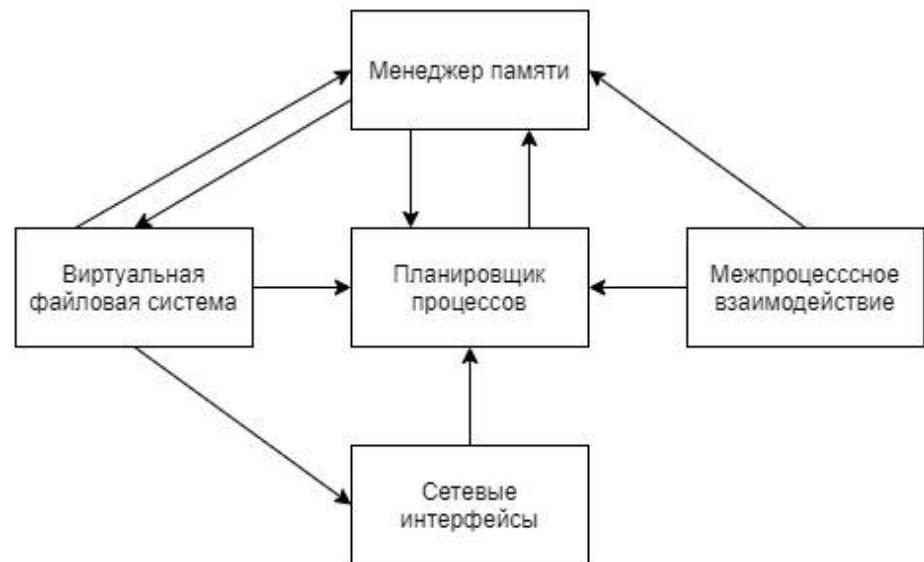 Менеджер памяти
Виртуальная
файловая система
Планировщик
процессов
Межпроцесссное
взаимодействие
Сетевые
интерфейсы